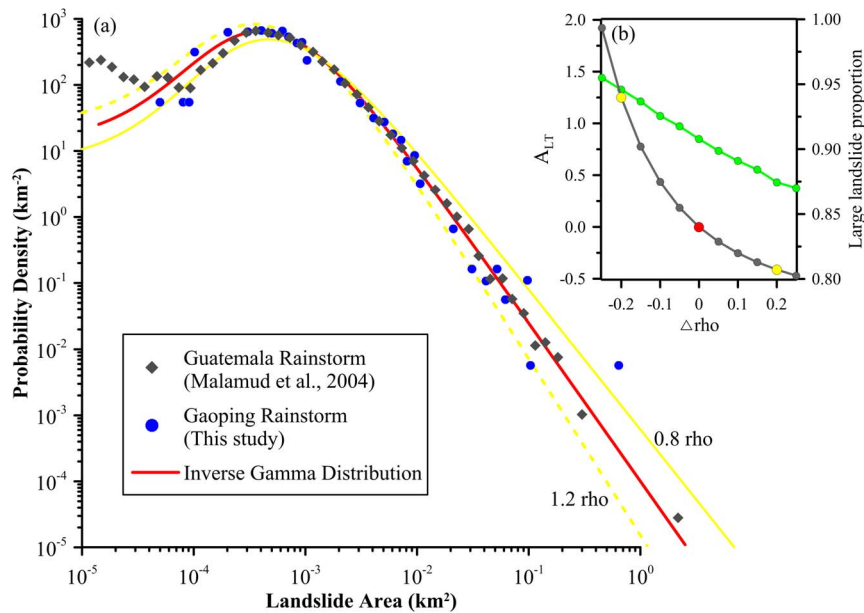 (a)
Probability Density (km-2)
10^3
10^2
10^1
10^0
10^-1
10^-2
10^-3
10^-4
10^-5
10^-5
10^-4
10^-3
10^-2
10^-1
10^0
Landslide Area (km^2)
Guatemala Rainstorm
(Malamud et al., 2004)
Gaoping Rainstorm
(This study)
Inverse Gamma Distribution
0.8 rho
1.2 rho
(b)
A_LT
2.0
1.5
1.0
0.5
0.0
-0.5
-0.2
-0.1
0
0.1
0.2
△rho
1.00
0.95
0.90
0.85
0.80
Large landslide proportion